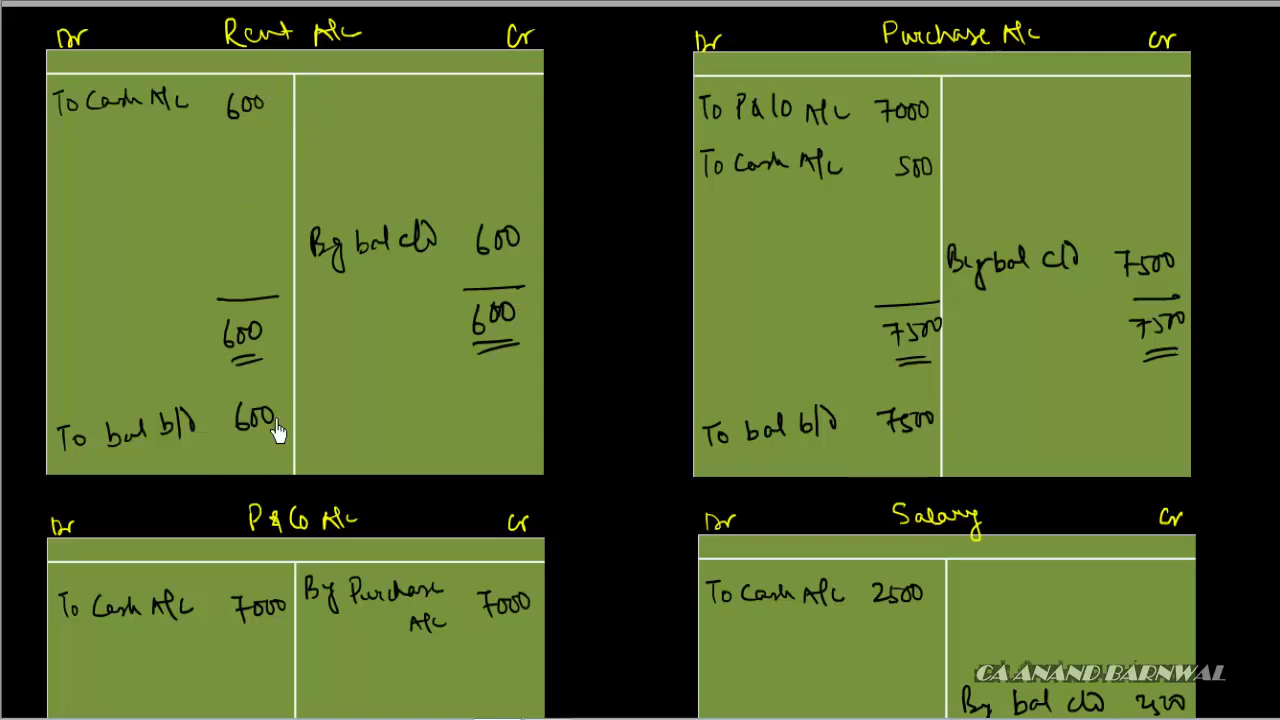 Dr Rent A/c Cr
To Cash A/c 600
By bal c/d 600
600 600
To bal b/d 600
Dr Purchase A/c Cr
To P & Co A/c 7000
To Cash A/c 500
By bal c/d 7500
7500 7500
To bal b/d 7500
Dr P & Co A/c Cr
To Cash A/c 7000 By Purchase
A/c 7000
Dr Salary Cr
To Cash A/c 2500
By bal c/d 2500
CA ANAND BARNWAL